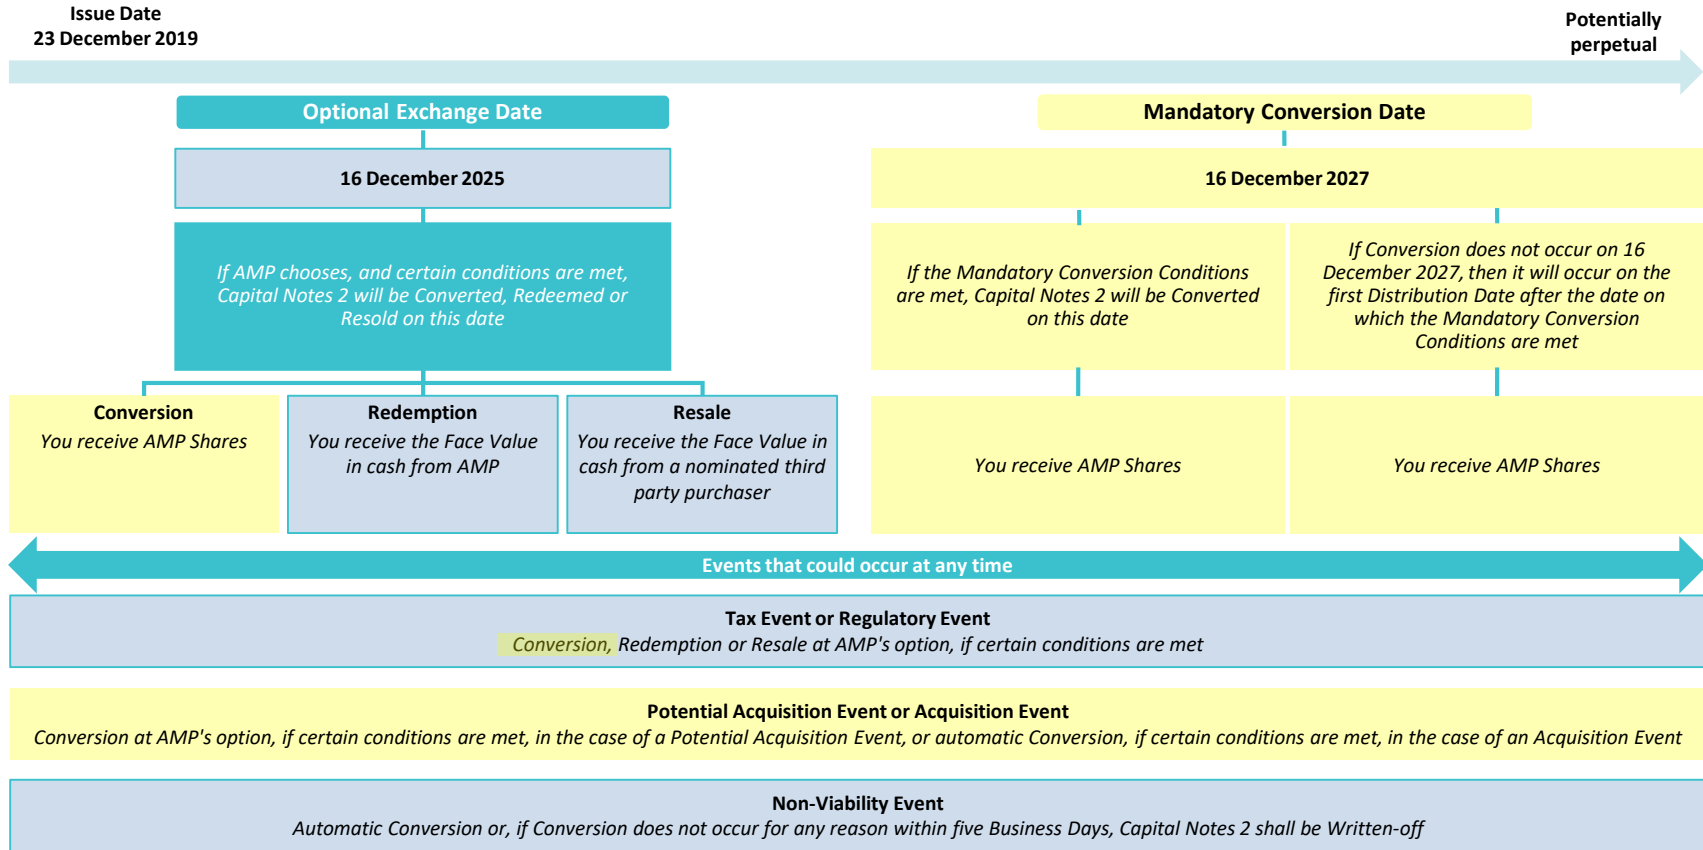 Issue Date
23 December 2019
Potentially
perpetual
Optional Exchange Date
Mandatory Conversion Date
16 December 2025
16 December 2027
If AMP chooses, and certain conditions are met,
Capital Notes 2 will be Converted, Redeemed or
Resold on this date
If the Mandatory Conversion Conditions
are met, Capital Notes 2 will be Converted
on this date
If Conversion does not occur on 16
December 2027, then it will occur on the
first Distribution Date after the date on
which the Mandatory Conversion
Conditions are met
Conversion
You receive AMP Shares
Redemption
You receive the Face Value
in cash from AMP
Resale
You receive the Face Value in
cash from a nominated third
party purchaser
You receive AMP Shares
You receive AMP Shares
Events that could occur at any time
Tax Event or Regulatory Event
Conversion, Redemption or Resale at AMP's option, if certain conditions are met
Potential Acquisition Event or Acquisition Event
Conversion at AMP's option, if certain conditions are met, in the case of a Potential Acquisition Event, or automatic Conversion, if certain conditions are met, in the case of an Acquisition Event
Non-Viability Event
Automatic Conversion or, if Conversion does not occur for any reason within five Business Days, Capital Notes 2 shall be Written-off